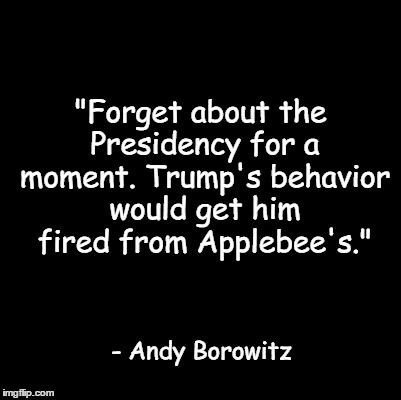 "Forget about the
Presidency for a
moment. Trump's behavior
would get him
fired from Applebee's."
- Andy Borowitz
imgflip.com